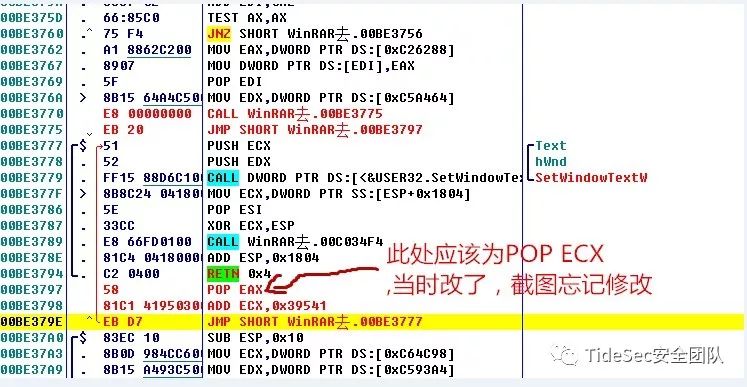 00BE375D . 66:85C0 TEST AX,AX
00BE3760 .^ 75 F4 JNZ SHORT WinRAR去.00BE3756
00BE3762 . A1 8862C200 MOV EAX,DWORD PTR DS:[0xC26288]
00BE3767 . 8907 MOV DWORD PTR DS:[EDI],EAX
00BE3769 . 5F POP EDI
00BE376A > 8B15 64A4C500 MOV EDX,DWORD PTR DS:[0xC5A464]
00BE3770 E8 00000000 CALL WinRAR去.00BE3775
00BE3775 EB 20 JMP SHORT WinRAR去.00BE3797
00BE3777 $ 51 PUSH ECX Text
00BE3778 . 52 PUSH EDX hWnd
00BE3779 . FF15 88D6C100 CALL DWORD PTR DS:[<&USER32.SetWindowTe: SetWindowTextW
00BE377F > 8B8C24 041800 MOV ECX,DWORD PTR SS:[ESP+0x1804]
00BE3786 . 5E POP ESI
00BE3787 . 33CC XOR ECX,ESP
00BE3789 . E8 66FD0100 CALL WinRAR去.00C034F4
00BE378E . 81C4 04180000 ADD ESP,0x1804
00BE3794 . C2 0400 RETN 0x4
00BE3797 58 POP EAX
00BE3798 81C1 41950300 ADD ECX,0x39541
00BE379E ^ EB D7 JMP SHORT WinRAR去.00BE3777
00BE37A0 $ 83EC 10 SUB ESP,0x10
00BE37A3 . 8B0D 984CC600 MOV ECX,DWORD PTR DS:[0xC64C98]
00BE37A9 . 8B15 A493C500 MOV EDX,DWORD PTR DS:[0xC593A4]
此处应该为POP ECX
,当时改了，截图忘记修改
TideSec安全团队